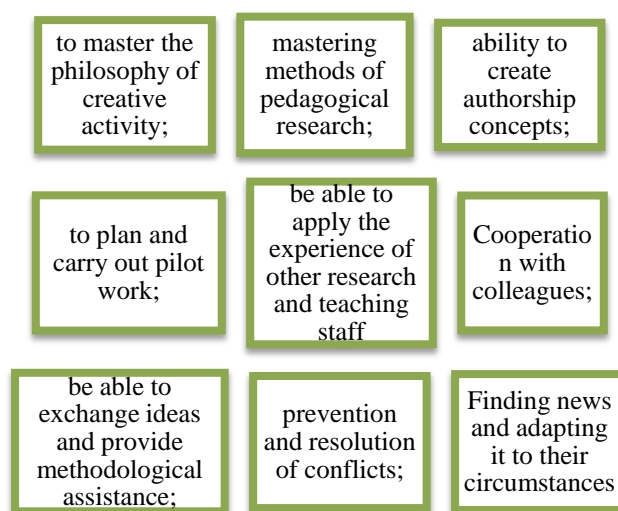 to master the
philosophy of
creative
activity;
mastering
methods of
pedagogical
research;
ability to
create
authorship
concepts;
to plan and
carry out pilot
work;
be able to
apply the
experience of
other research
and teaching
staff
Cooperatio
n with
colleagues;
be able to
exchange ideas
and provide
methodological
assistance;
prevention
and resolution
of conflicts;
Finding news
and adapting
it to their
circumstances